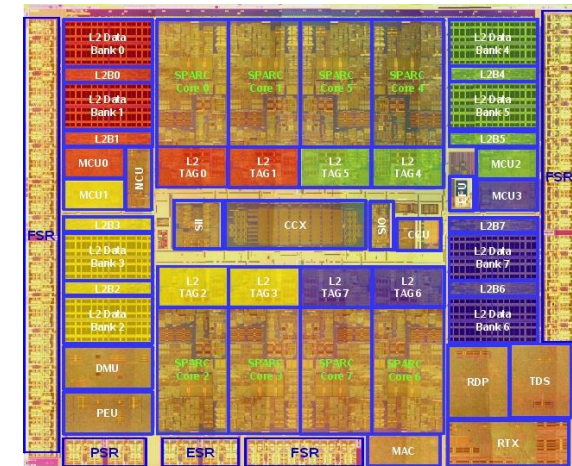 L2 Data
Bank 0
L2B0
L2 Data
Bank 1
L2B1
MCU0
MCU1
NCU
SPARC
Core 0
SPARC
Core 1
SPARC
Core 5
SPARC
Core 4
L2
TAG 0
L2
TAG 1
L2
TAG 5
L2
TAG 4
L2 Data
Bank 4
L2B4
L2 Data
Bank 5
L2B5
MCU2
MCU3
FSR
FSR
SII
CCX
SIO
CCU
L2B3
L2 Data
Bank 3
L2B2
L2 Data
Bank 2
DMU
PEU
L2
TAG 2
L2
TAG 3
L2
TAG 7
L2
TAG 6
SPARC
Core 2
SPARC
Core 3
SPARC
Core 7
SPARC
Core 6
L2B7
L2 Data
Bank 7
L2B6
L2 Data
Bank 6
RDP
TDS
RTX
PSR
ESR
FSR
MAC